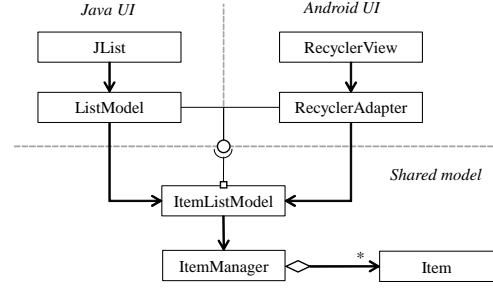 Java UI
Android UI
JList
RecyclerView
ListModel
RecyclerAdapter
Shared model
ItemListModel
ItemManager
*
Item